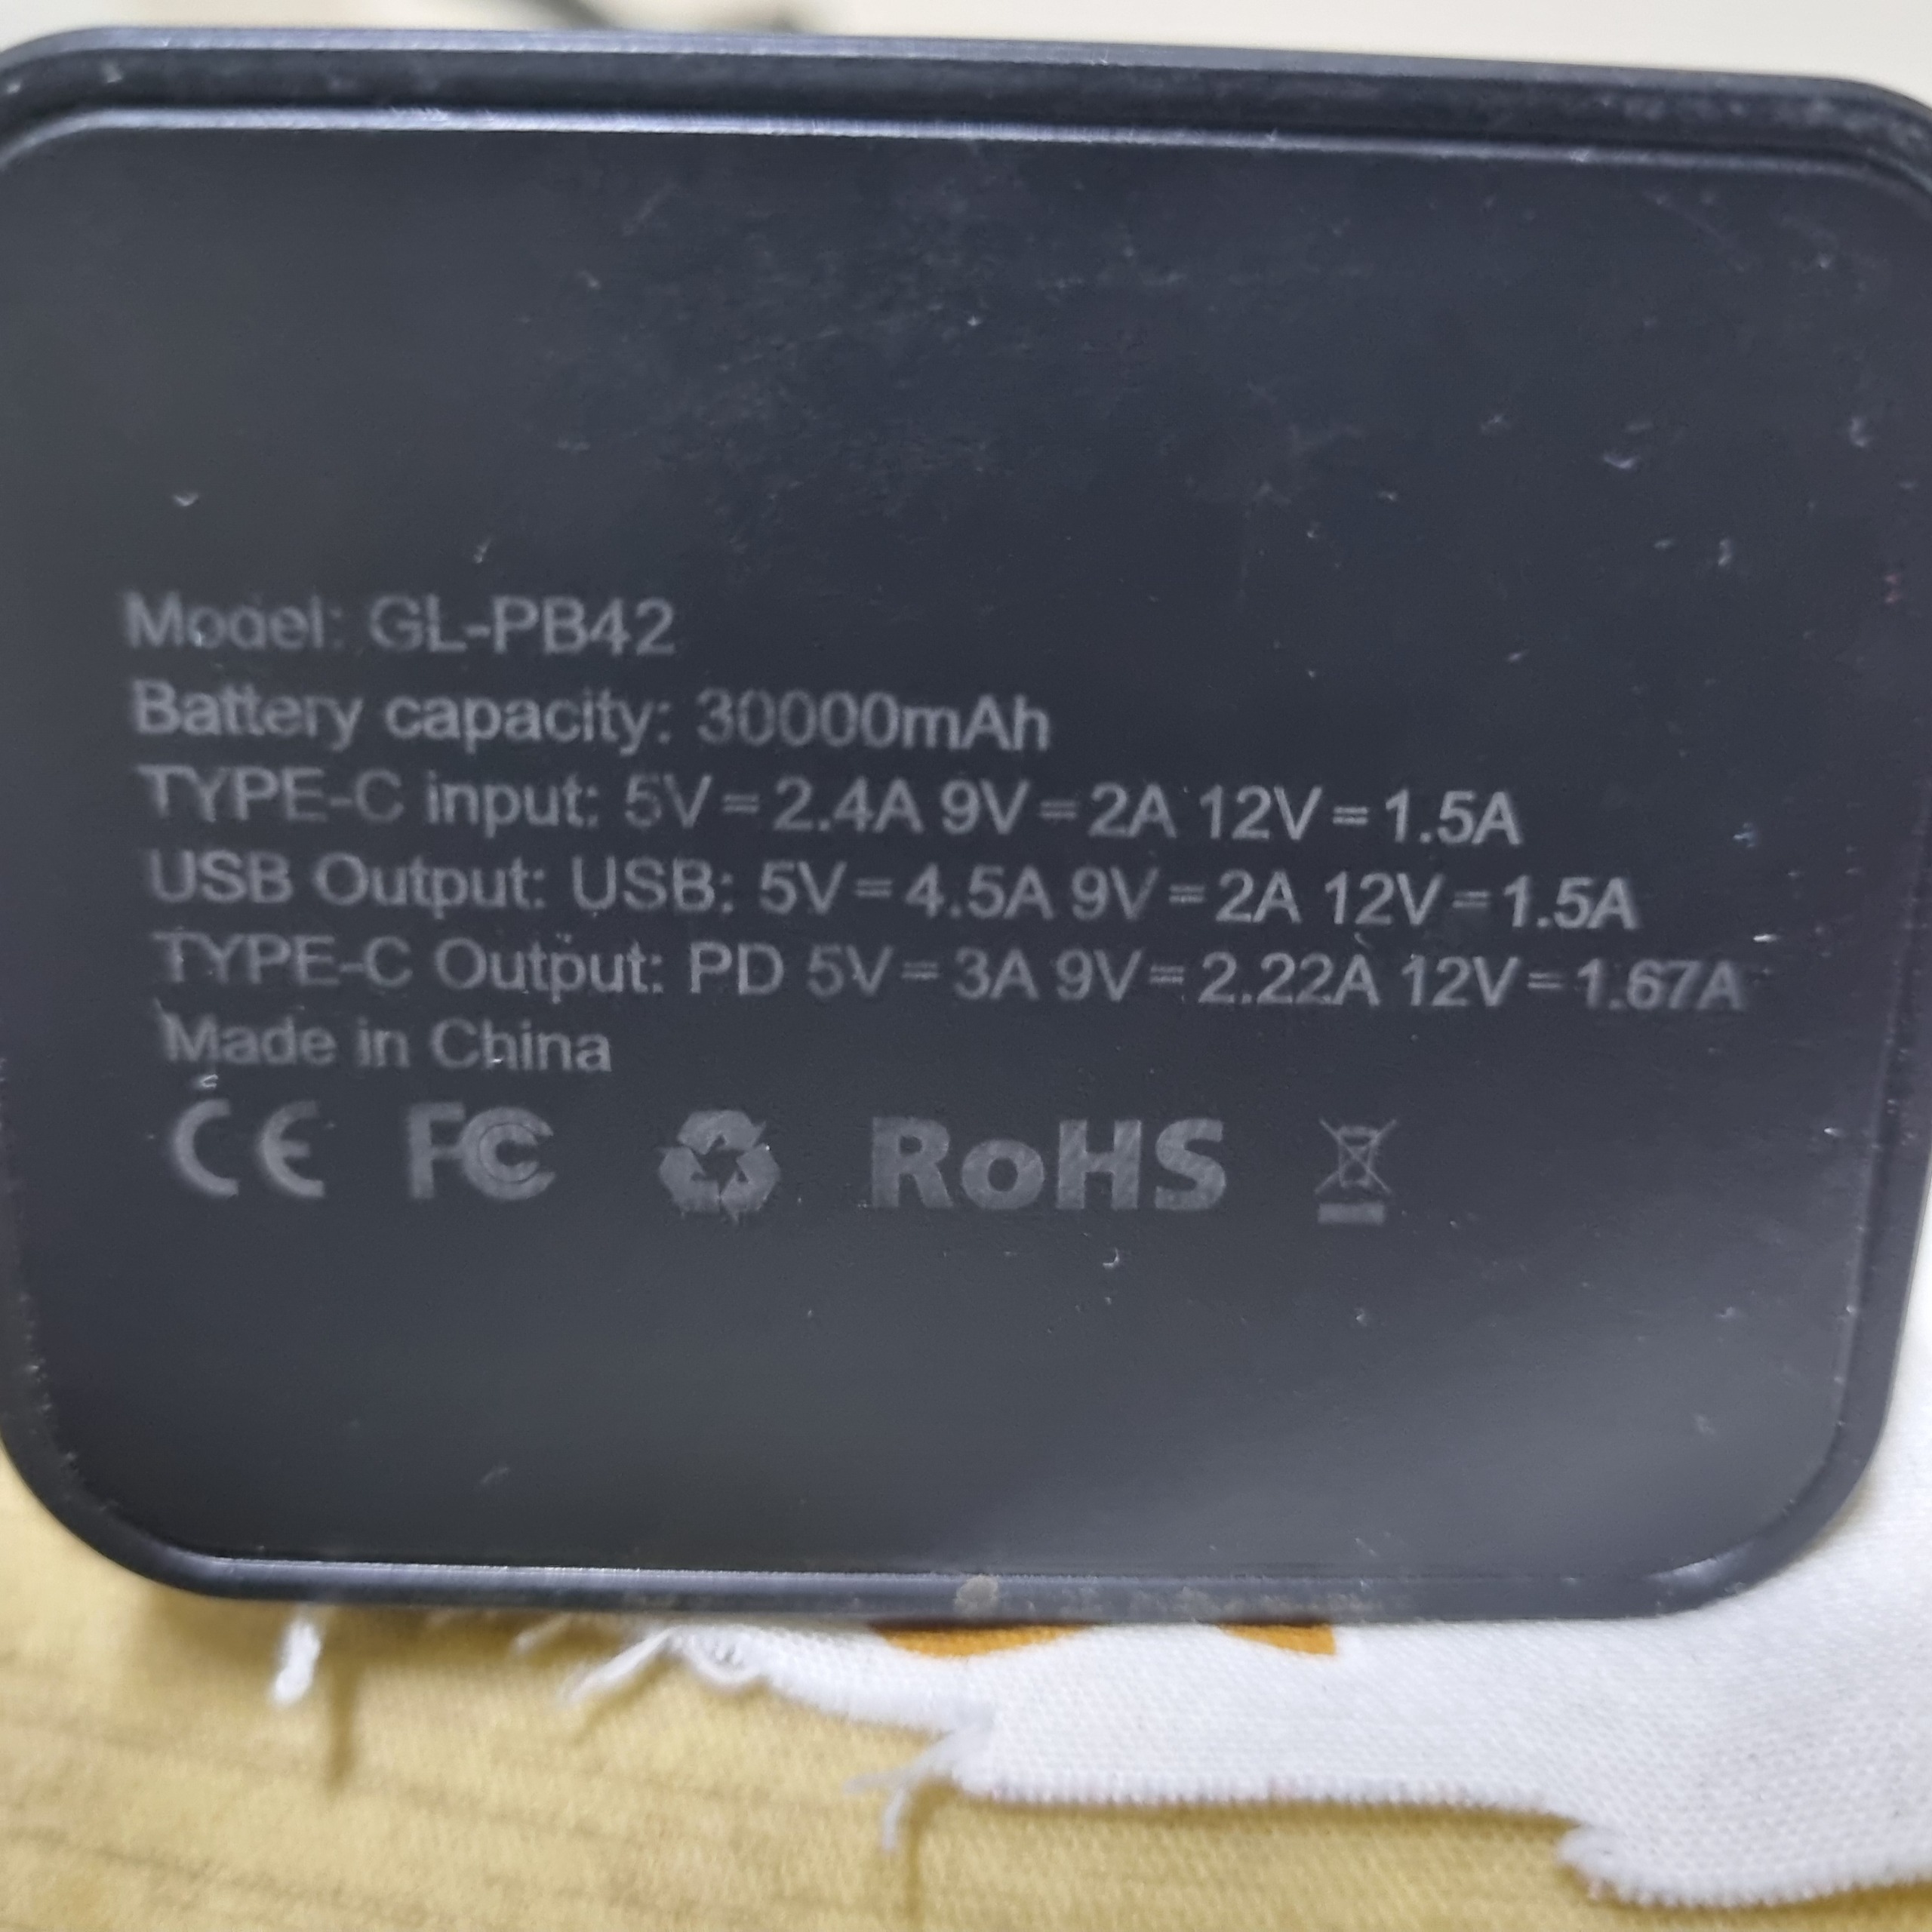 Model: GL-PB42
Battery capacity: 30000mAh
TYPE-C input: 5V=2.4A 9V=2A 12V=1.5A
USB Output: USB: 5V=4.5A 9V=2A 12V=1.5A
TYPE-C Output: PD 5V=3A 9V=2.22A 12V=1.67A
Made in China
CE FC RoHS